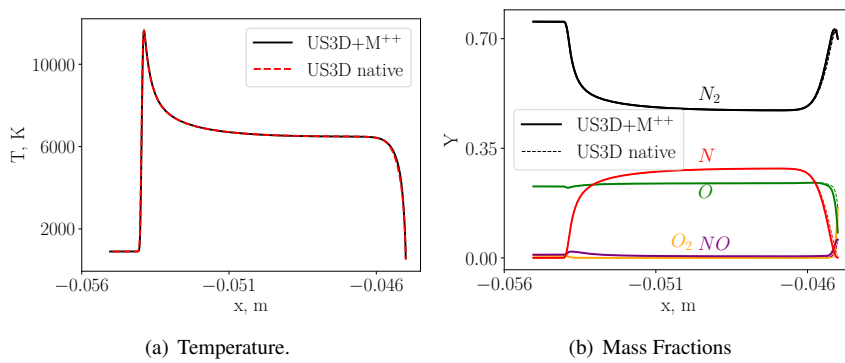 US3D+M⁺⁺
US3D native
10000
6000
2000
T, K
−0.056
−0.051
−0.046
x, m
(a) Temperature.
0.70
0.35
0.00
Y
N₂
US3D+M⁺⁺
US3D native
N
O
O₂ NO
−0.056
−0.051
−0.046
x, m
(b) Mass Fractions